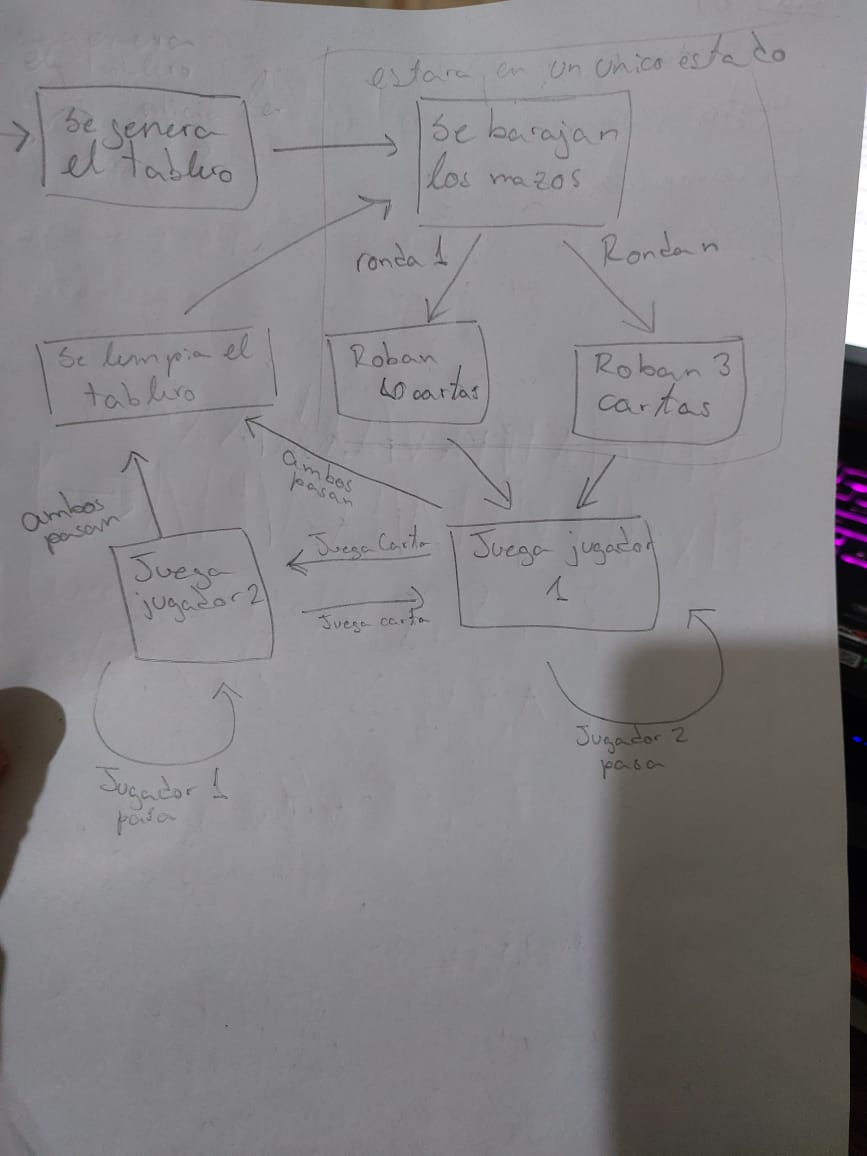 estará en un unico estado
Se genera
el tablero
Se barajan
los mazos
ronda 1
Ronda n
Se limpia el
tablero
Roban
10 cartas
Roban 3
cartas
ambos
pasan
ambos
pasan
Juega
jugador 2
Juega Carta
Juega carta
Juega jugador
1
Jugador 1
pasa
Jugador 2
pasa